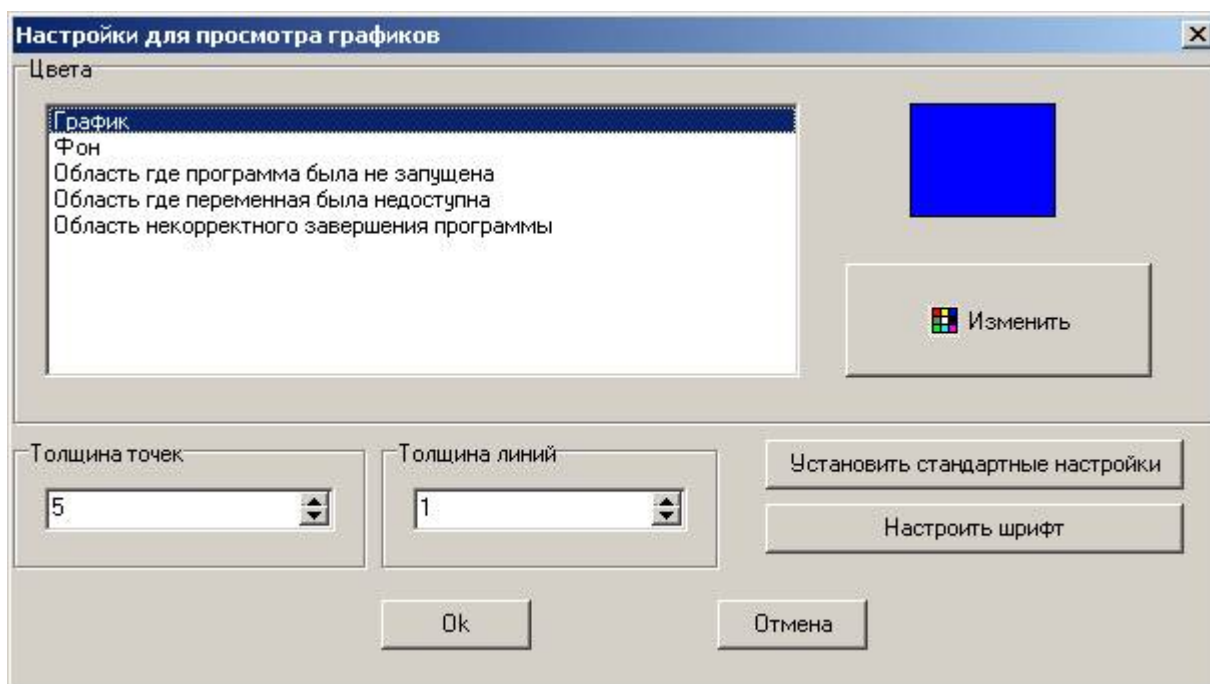 Настройки для просмотра графиков
Цвета
График
Фон
Область где программа была не запущена
Область где переменная была недоступна
Область некорректного завершения программы
Изменить
Толщина точек
Толщина линий
5
1
Установить стандартные настройки
Настроить шрифт
Ok
Отмена